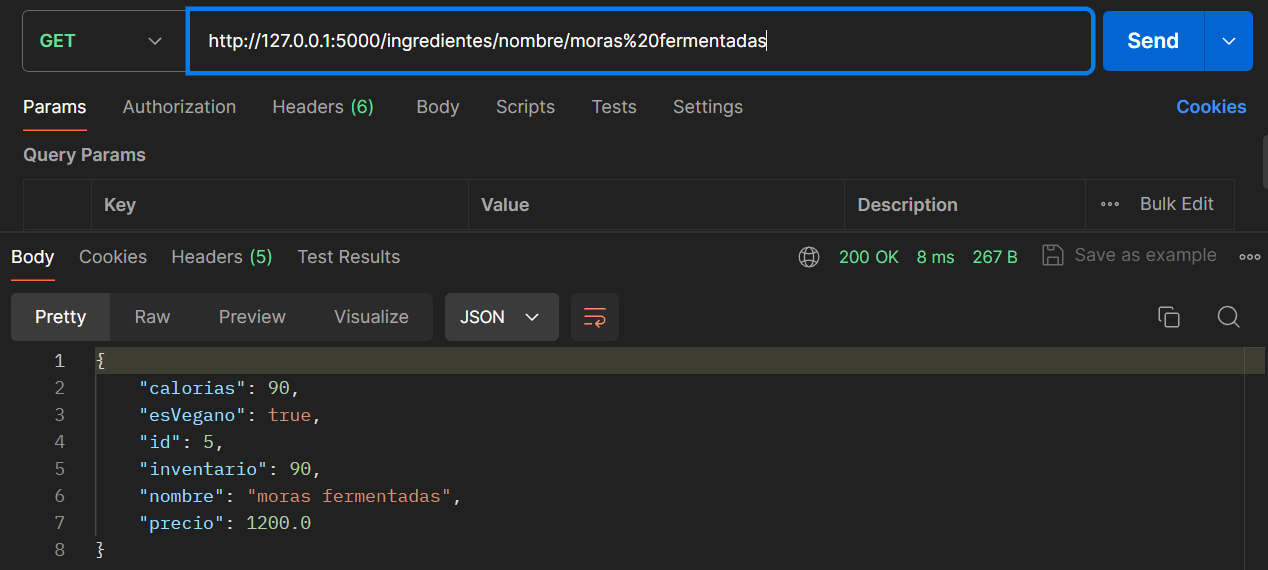 GET http://127.0.0.1:5000/ingredientes/nombre/moras%20fermentadas Send
Params Authorization Headers (6) Body Scripts Tests Settings Cookies
Query Params
Key Value Description Bulk Edit
Body Cookies Headers (5) Test Results 200 OK 8 ms 267 B Save as example
Pretty Raw Preview Visualize JSON
1 {
2 "calorias": 90,
3 "esVegano": true,
4 "id": 5,
5 "inventario": 90,
6 "nombre": "moras fermentadas",
7 "precio": 1200.0
8 }